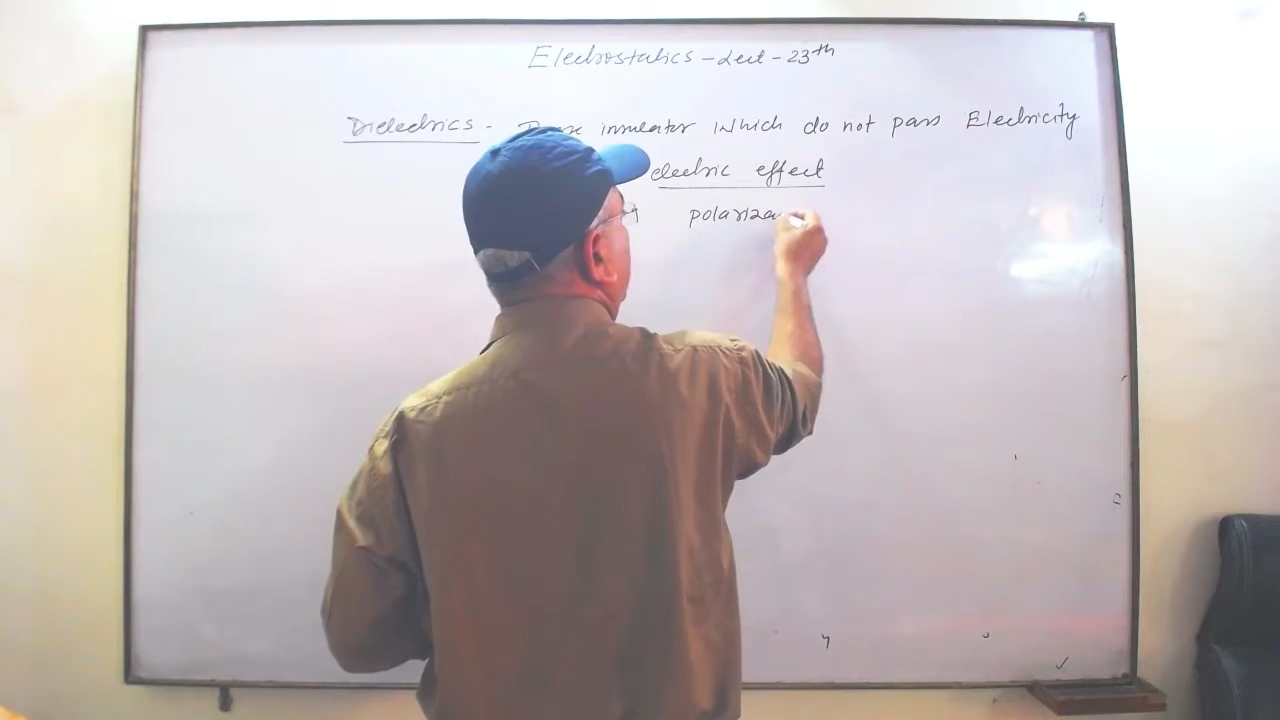 Electrostatics - Lect - 23th
Dielectrics - insulator which do not pass Electricity
electric effect
polariza